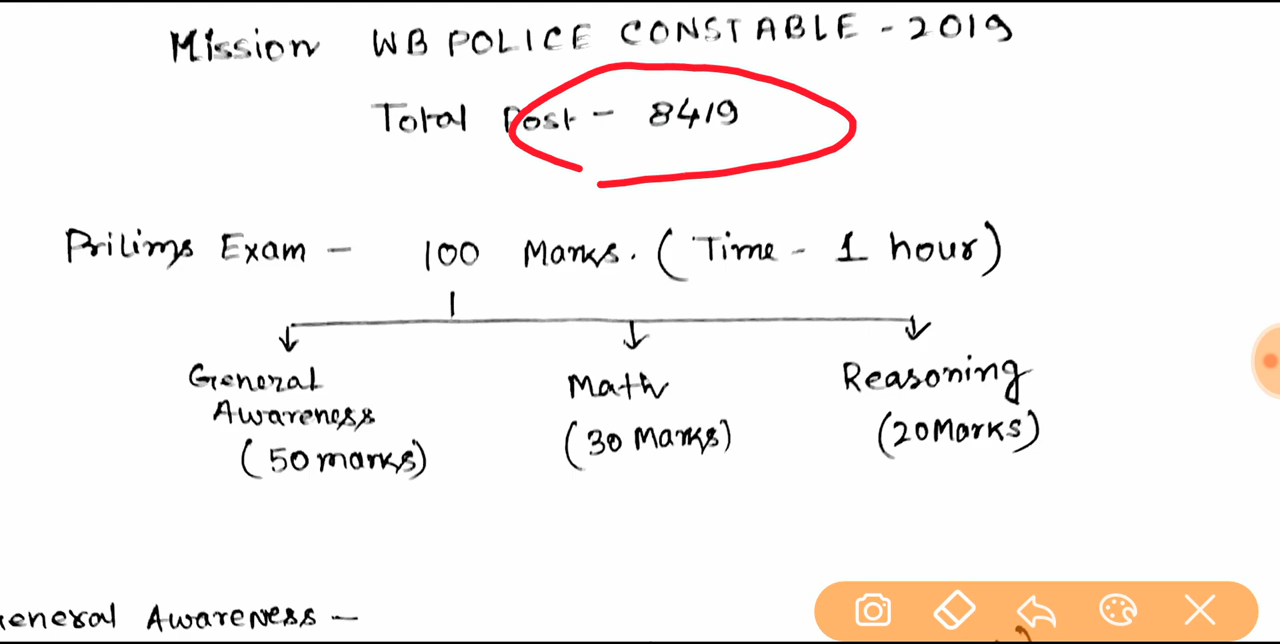 Mission WB POLICE CONSTABLE - 2019
Total Post - 8419
Prilims Exam - 100 Marks. (Time - 1 hour)
General Awareness (50 marks)
Math (30 Marks)
Reasoning (20 Marks)
eneral Awareness -